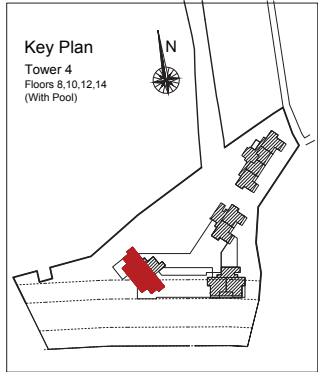 Key Plan
N
Tower 4
Floors 8,10,12,14
(With Pool)